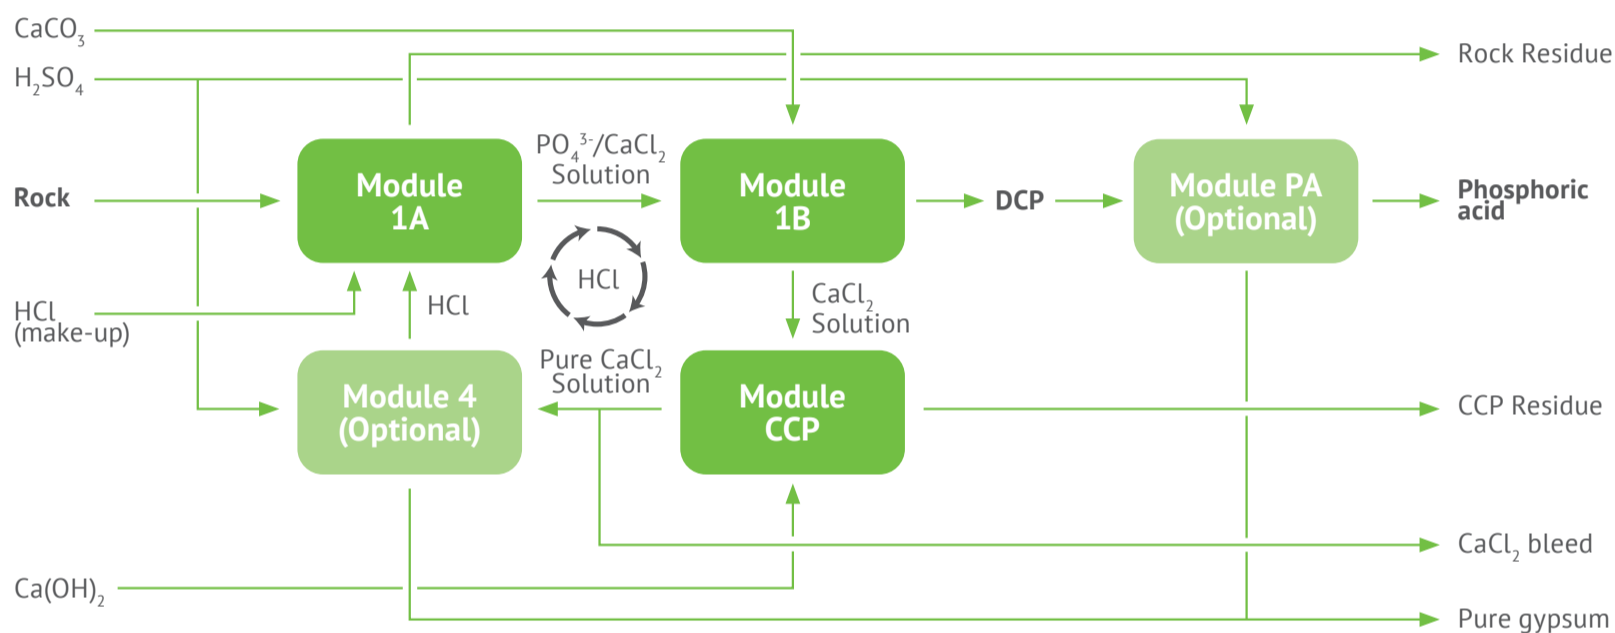 CaCO₃
H₂SO₄
Rock Residue
Module
1A
PO₄³⁻/CaCl₂
Solution
Module
1B
DCP
Module PA
(Optional)
Phosphoric
acid
Rock
HCl
(make-up)
HCl
HCl
CaCl₂
Solution
Pure CaCl₂
Solution
Module 4
(Optional)
Module
CCP
CCP Residue
CaCl₂ bleed
Ca(OH)₂
Pure gypsum